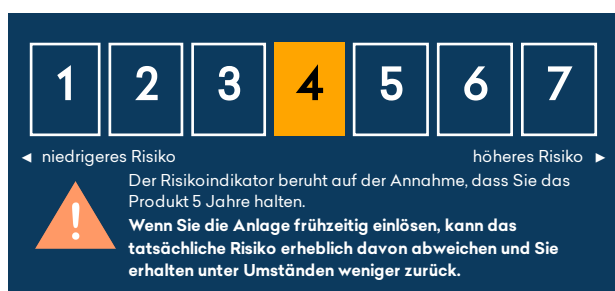 1 2 3 4 5 6 7
◄ niedrigeres Risiko höheres Risiko ►
Der Risikoindikator beruht auf der Annahme, dass Sie das
Produkt 5 Jahre halten.
Wenn Sie die Anlage frühzeitig einlösen, kann das
tatsächliche Risiko erheblich davon abweichen und Sie
erhalten unter Umständen weniger zurück.